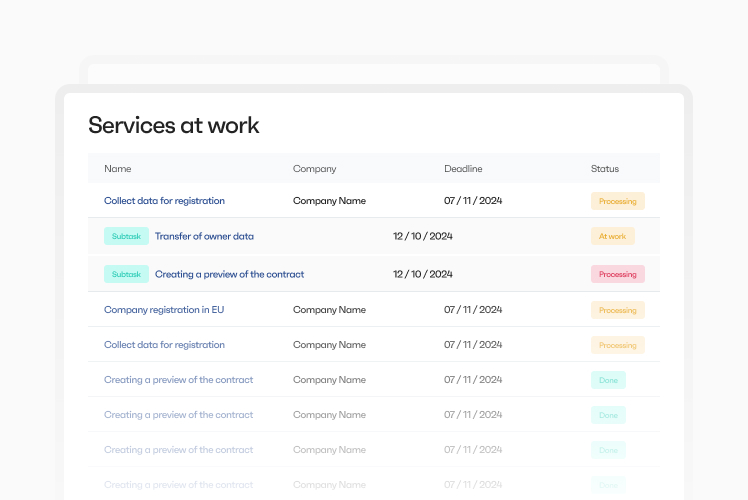 Services at work
Name Company Deadline Status
Collect data for registration Company Name 07 / 11 / 2024 Processing
Subtask Transfer of owner data 12 / 10 / 2024 At work
Subtask Creating a preview of the contract 12 / 10 / 2024 Processing
Company registration in EU Company Name 07 / 11 / 2024 Processing
Collect data for registration Company Name 07 / 11 / 2024 Processing
Creating a preview of the contract Company Name 07 / 11 / 2024 Done
Creating a preview of the contract Company Name 07 / 11 / 2024 Done
Creating a preview of the contract Company Name 07 / 11 / 2024 Done
Creating a preview of the contract Company Name 07 / 11 / 2024 Done